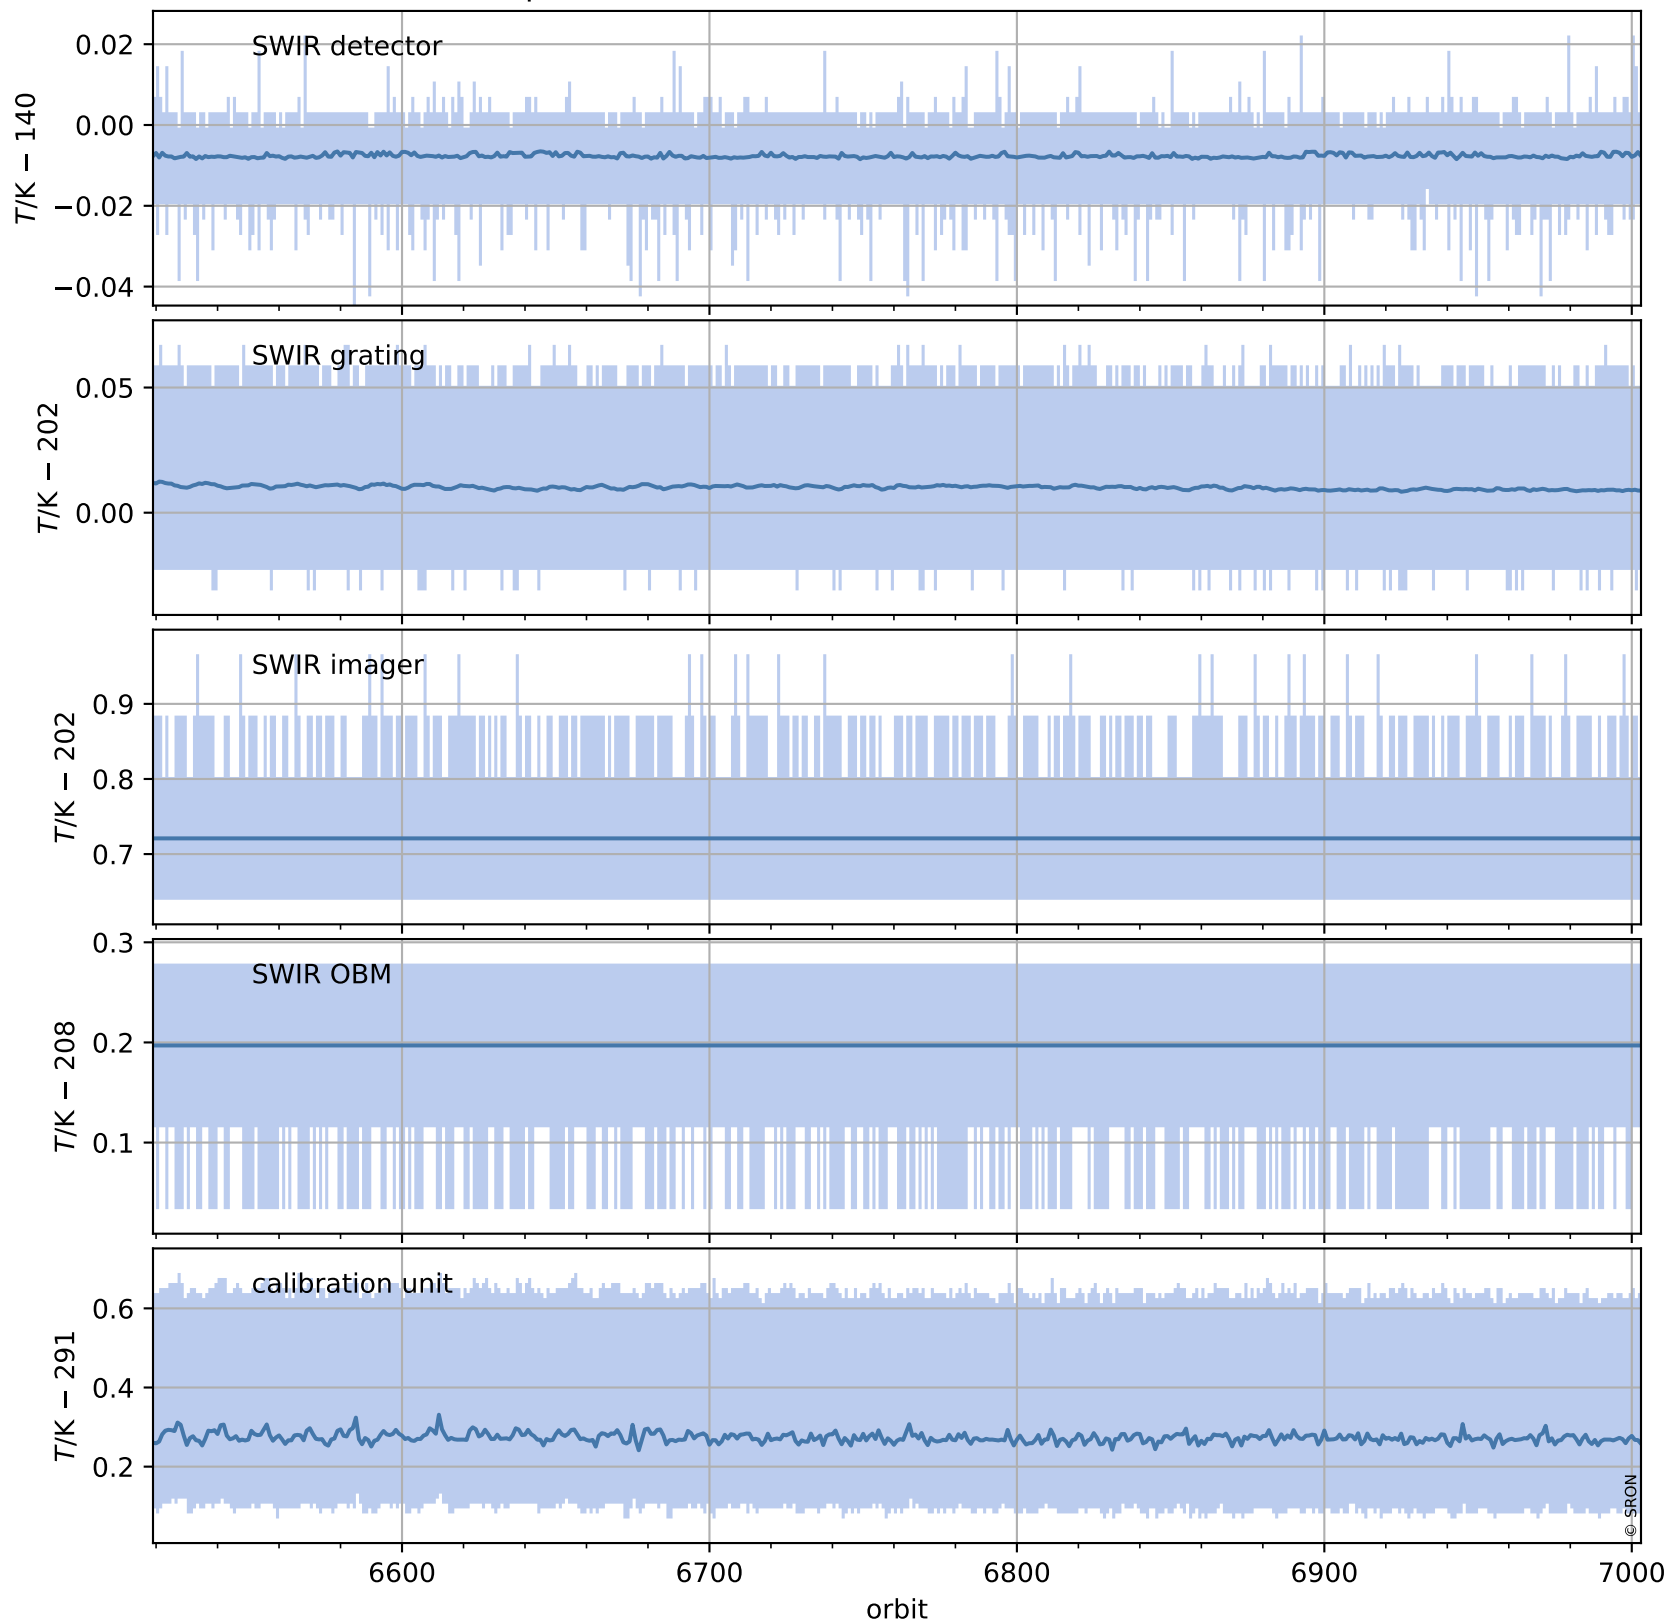 SWIR detector
0.02
0.00
−0.02
−0.04
T/K − 140
SWIR grating
0.05
0.00
T/K − 202
SWIR imager
0.9
0.8
0.7
T/K − 202
SWIR OBM
0.3
0.2
0.1
T/K − 208
calibration unit
0.6
0.4
0.2
T/K − 291
© SRON
6600
6700
6800
6900
7000
orbit